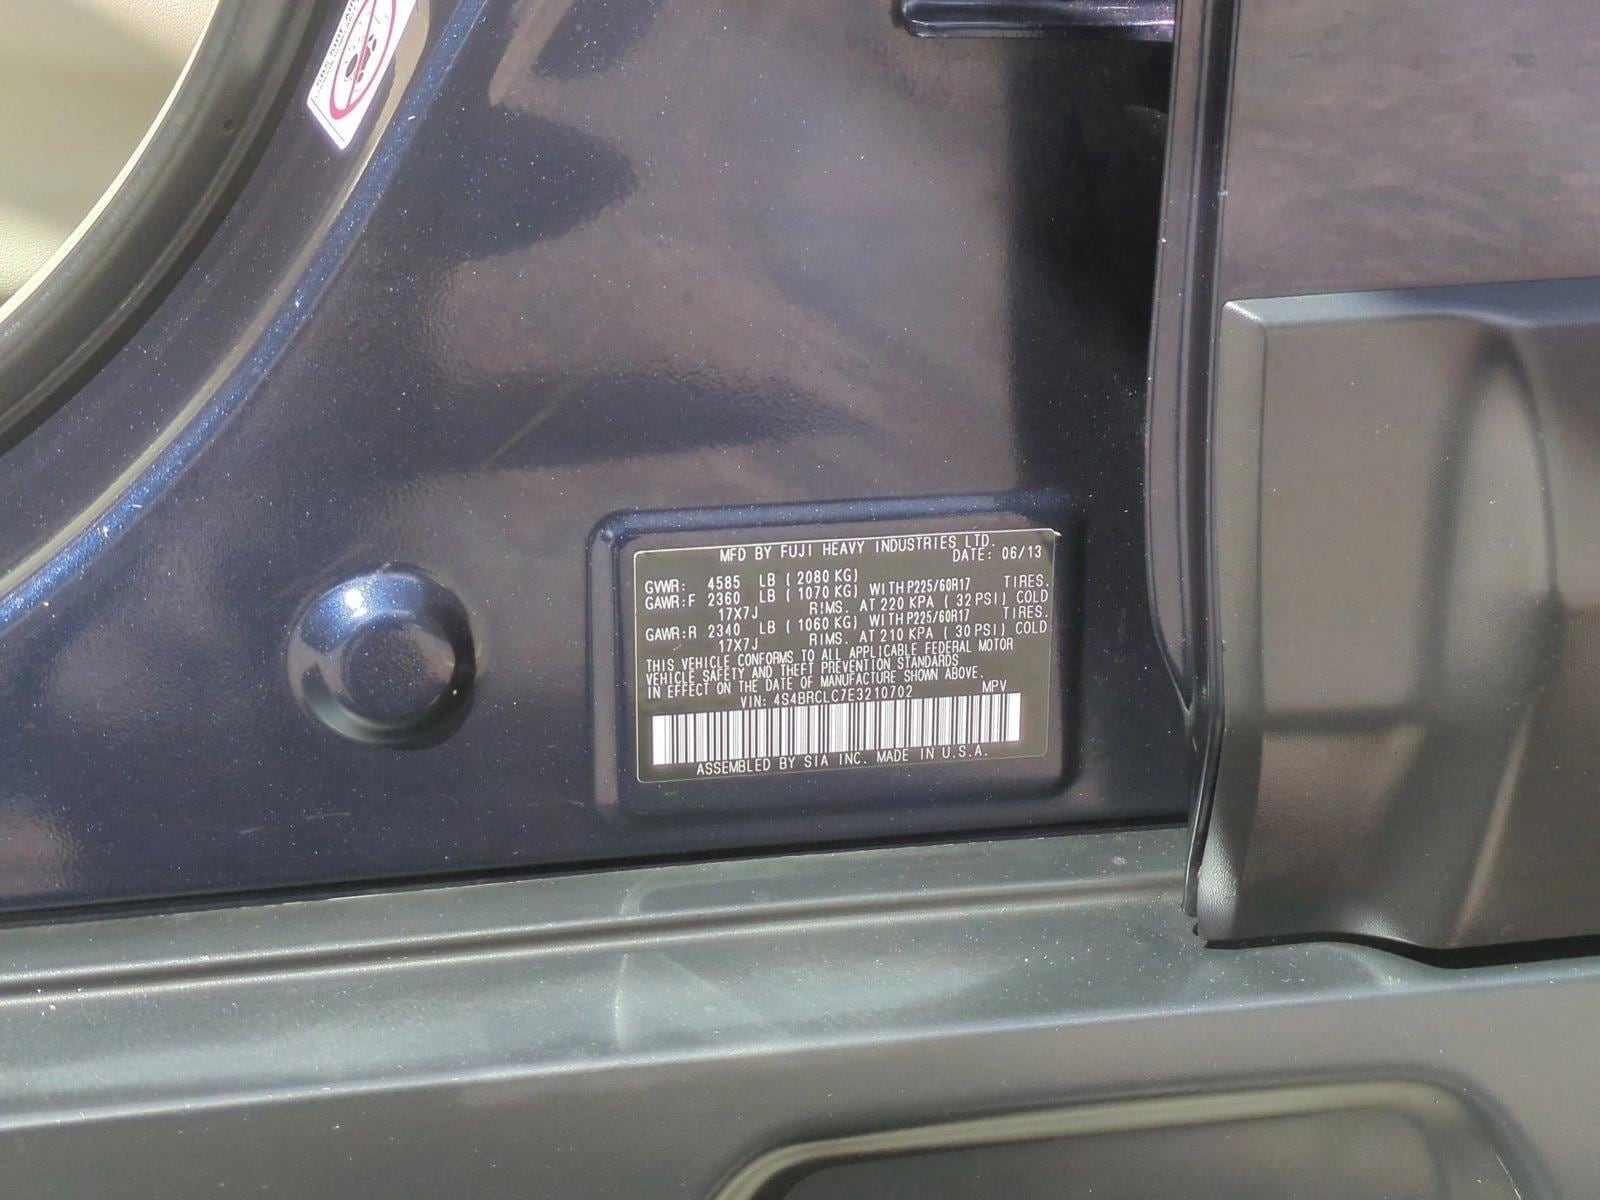 MFD BY FUJI HEAVY INDUSTRIES LTD.
DATE: 06/13
GVWR: 4585 LB (2080 KG)
GAWR:F 2360 LB (1070 KG) WITH P225/60R17 TIRES.
17X7J RIMS. AT 220 KPA (32 PSI) COLD
GAWR:R 2340 LB (1060 KG) WITH P225/60R17 TIRES.
17X7J RIMS. AT 210 KPA (30 PSI) COLD
THIS VEHICLE CONFORMS TO ALL APPLICABLE FEDERAL MOTOR
VEHICLE SAFETY AND THEFT PREVENTION STANDARDS
IN EFFECT ON THE DATE OF MANUFACTURE SHOWN ABOVE.
VIN: 4S4BRCLC7E3210702 MPV
ASSEMBLED BY SIA INC. MADE IN U.S.A.